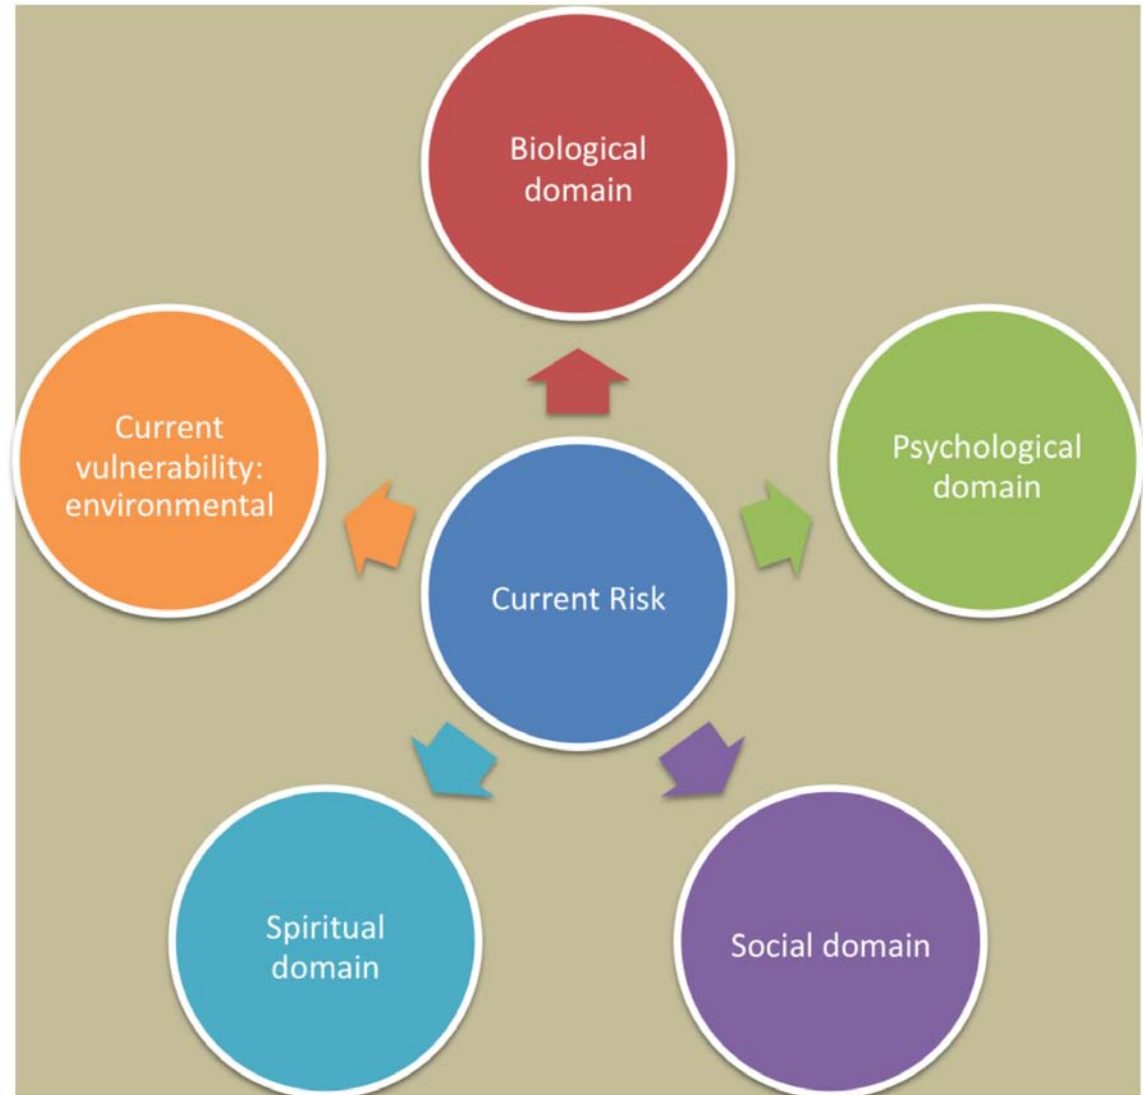 Biological
domain
Current
vulnerability:
environmental
Psychological
domain
Current Risk
Spiritual
domain
Social domain